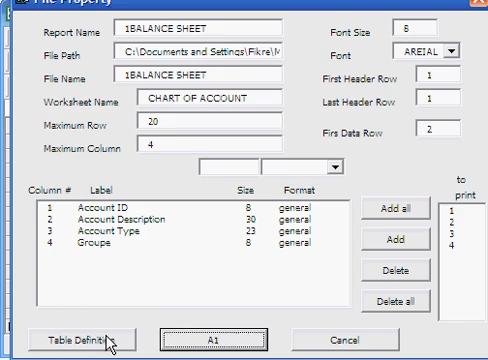 File Property
Report Name 1BALANCE SHEET Font Size 8
File Path C:\Documents and Settings\Fikre\M Font AREIAL
File Name 1BALANCE SHEET First Header Row 1
Worksheet Name CHART OF ACCOUNT Last Header Row 1
Maximum Row 20 Firs Data Row 2
Maximum Column 4
to print
Column # Label Size Format
1 Account ID 8 general
2 Account Description 30 general
3 Account Type 23 general
4 Groupe 8 general
Add all
Add
Delete
Delete all
1
2
3
4
Table Definition A1 Cancel